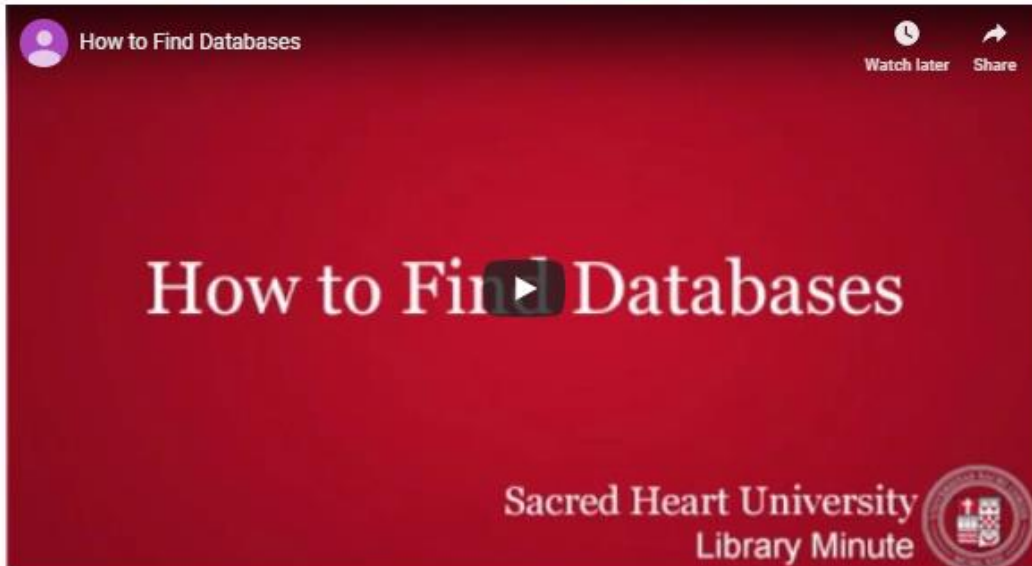 How to Find Databases
Watch later
Share
How to Find Databases
Sacred Heart University
Library Minute